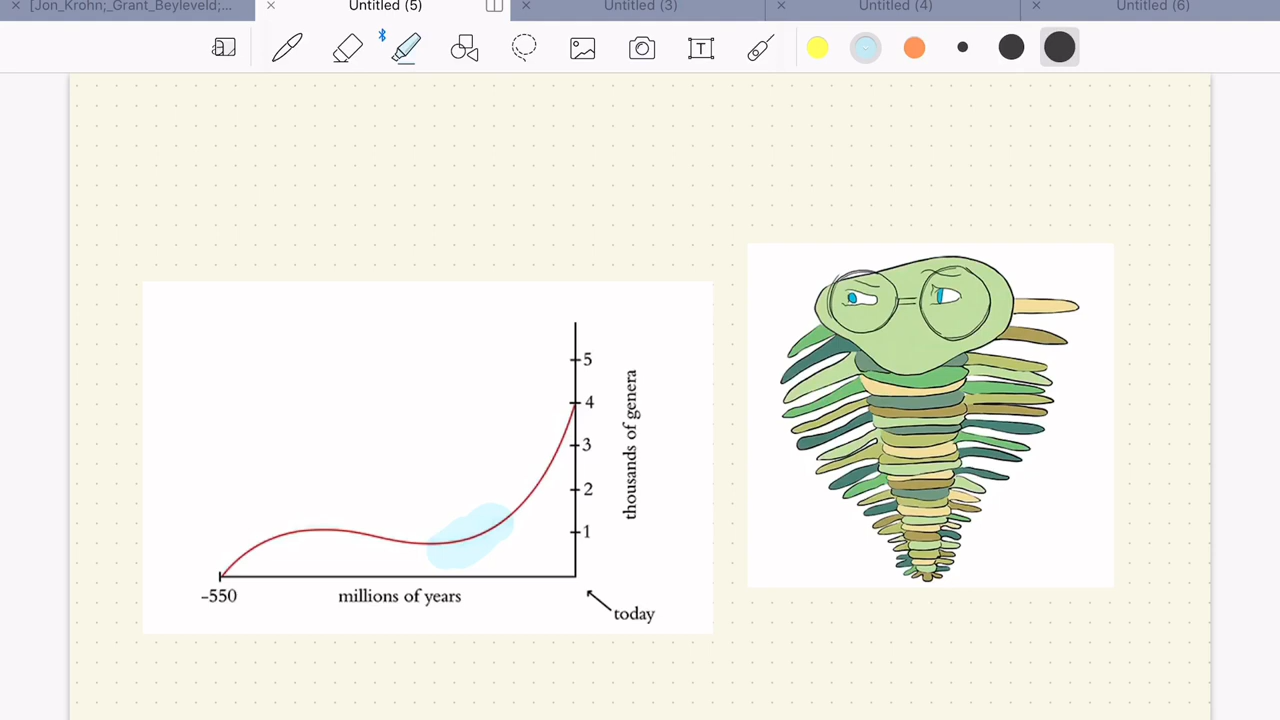 [Jon_Krohn;_Grant_Beyleveld;...
Untitled (5)
Untitled (3)
Untitled (4)
Untitled (6)
T
5
4
3
2
1
thousands of genera
-550
millions of years
today